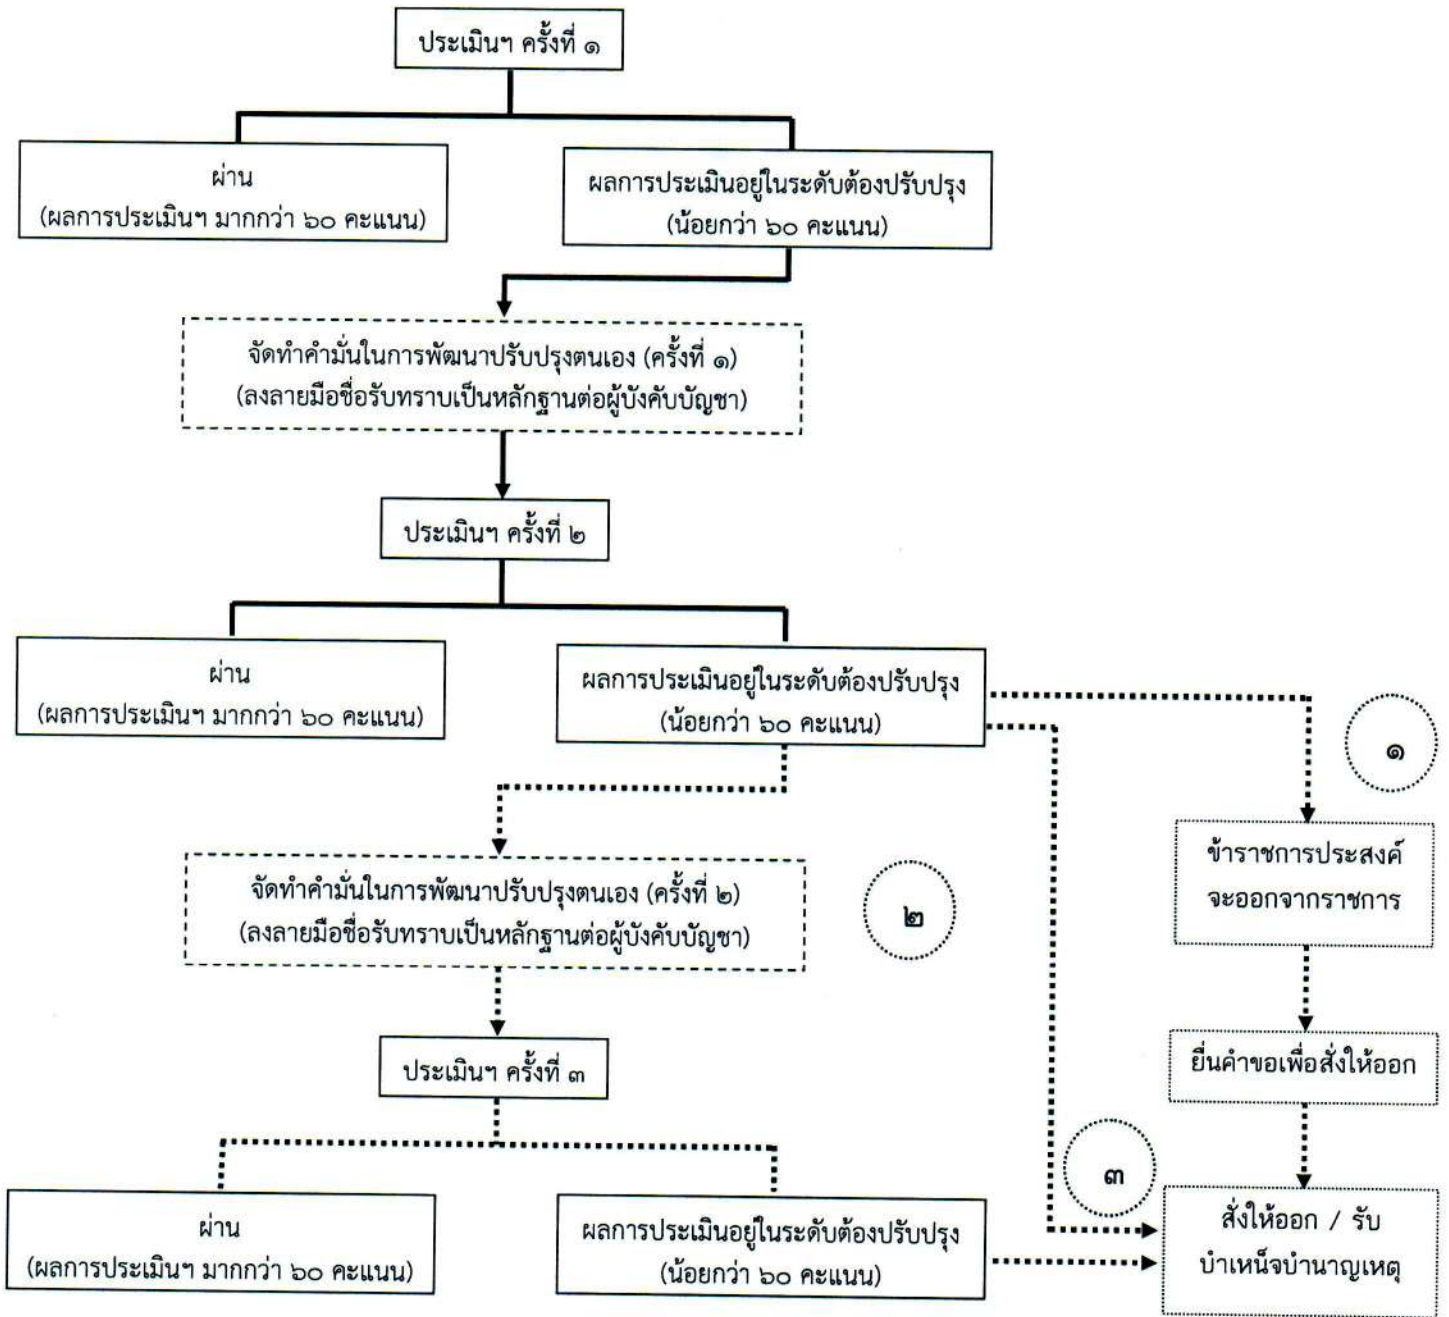 ประเมินฯ ครั้งที่ ๑
ผ่าน
(ผลการประเมินฯ มากกว่า ๖๐ คะแนน)
ผลการประเมินอยู่ในระดับต้องปรับปรุง
(น้อยกว่า ๖๐ คะแนน)
จัดทำคำมั่นในการพัฒนาปรับปรุงตนเอง (ครั้งที่ ๑)
(ลงลายมือชื่อรับทราบเป็นหลักฐานต่อผู้บังคับบัญชา)
ประเมินฯ ครั้งที่ ๒
ผ่าน
(ผลการประเมินฯ มากกว่า ๖๐ คะแนน)
ผลการประเมินอยู่ในระดับต้องปรับปรุง
(น้อยกว่า ๖๐ คะแนน)
๑
ข้าราชการประสงค์
จะออกจากราชการ
จัดทำคำมั่นในการพัฒนาปรับปรุงตนเอง (ครั้งที่ ๒)
(ลงลายมือชื่อรับทราบเป็นหลักฐานต่อผู้บังคับบัญชา)
๒
ยื่นคำขอเพื่อสั่งให้ออก
ประเมินฯ ครั้งที่ ๓
๓
ผ่าน
(ผลการประเมินฯ มากกว่า ๖๐ คะแนน)
ผลการประเมินอยู่ในระดับต้องปรับปรุง
(น้อยกว่า ๖๐ คะแนน)
สั่งให้ออก / รับ
บำเหน็จบำนาญเหตุ